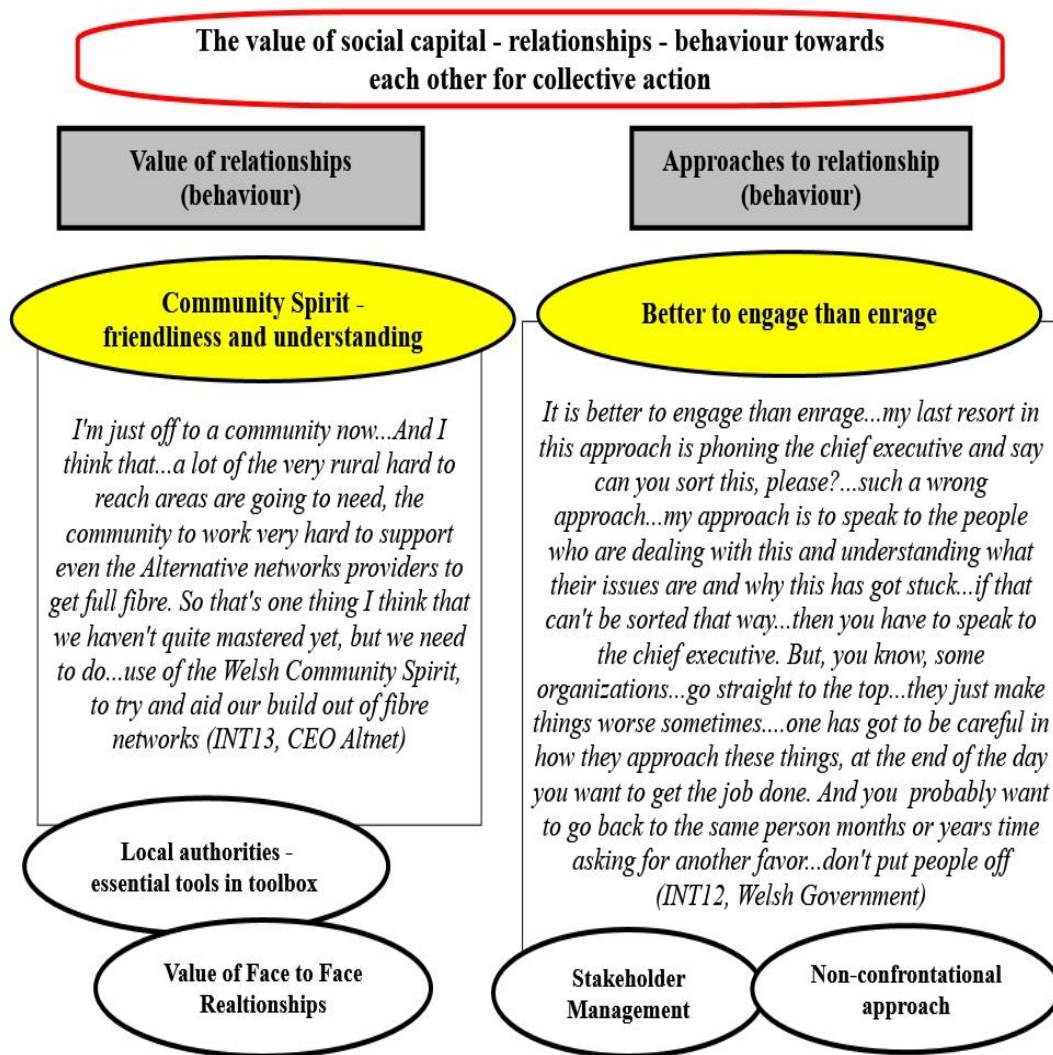 The value of social capital - relationships - behaviour towards
each other for collective action
Value of relationships
(behaviour)
Approaches to relationship
(behaviour)
Community Spirit -
friendliness and understanding
Better to engage than enrage
I'm just off to a community now...And I
think that...a lot of the very rural hard to
reach areas are going to need, the
community to work very hard to support
even the Alternative networks providers to
get full fibre. So that's one thing I think that
we haven't quite mastered yet, but we need
to do...use of the Welsh Community Spirit,
to try and aid our build out of fibre
networks (INT13, CEO Altnet)
It is better to engage than enrage...my last resort in
this approach is phoning the chief executive and say
can you sort this, please?...such a wrong
approach...my approach is to speak to the people
who are dealing with this and understanding what
their issues are and why this has got stuck...if that
can't be sorted that way...then you have to speak to
the chief executive. But, you know, some
organizations...go straight to the top...they just make
things worse sometimes....one has got to be careful in
how they approach these things, at the end of the day
you want to get the job done. And you probably want
to go back to the same person months or years time
asking for another favor...don't put people off
(INT12, Welsh Government)
Local authorities -
essential tools in toolbox
Value of Face to Face
Realtionships
Stakeholder
Management
Non-confrontational
approach